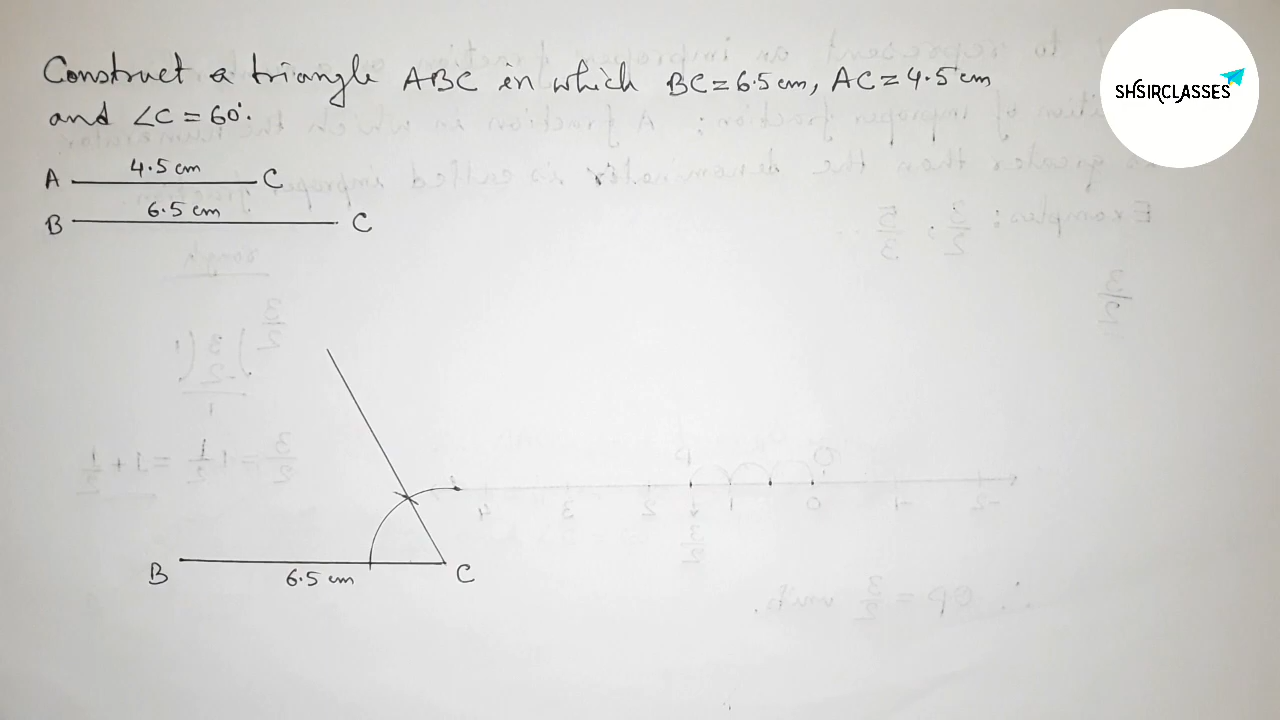 Construct a triangle ABC in which BC = 6.5 cm, AC = 4.5 cm
and ∠C = 60°.
A 4.5 cm C
B 6.5 cm C
B 6.5 cm C
SHSIRCLASSES